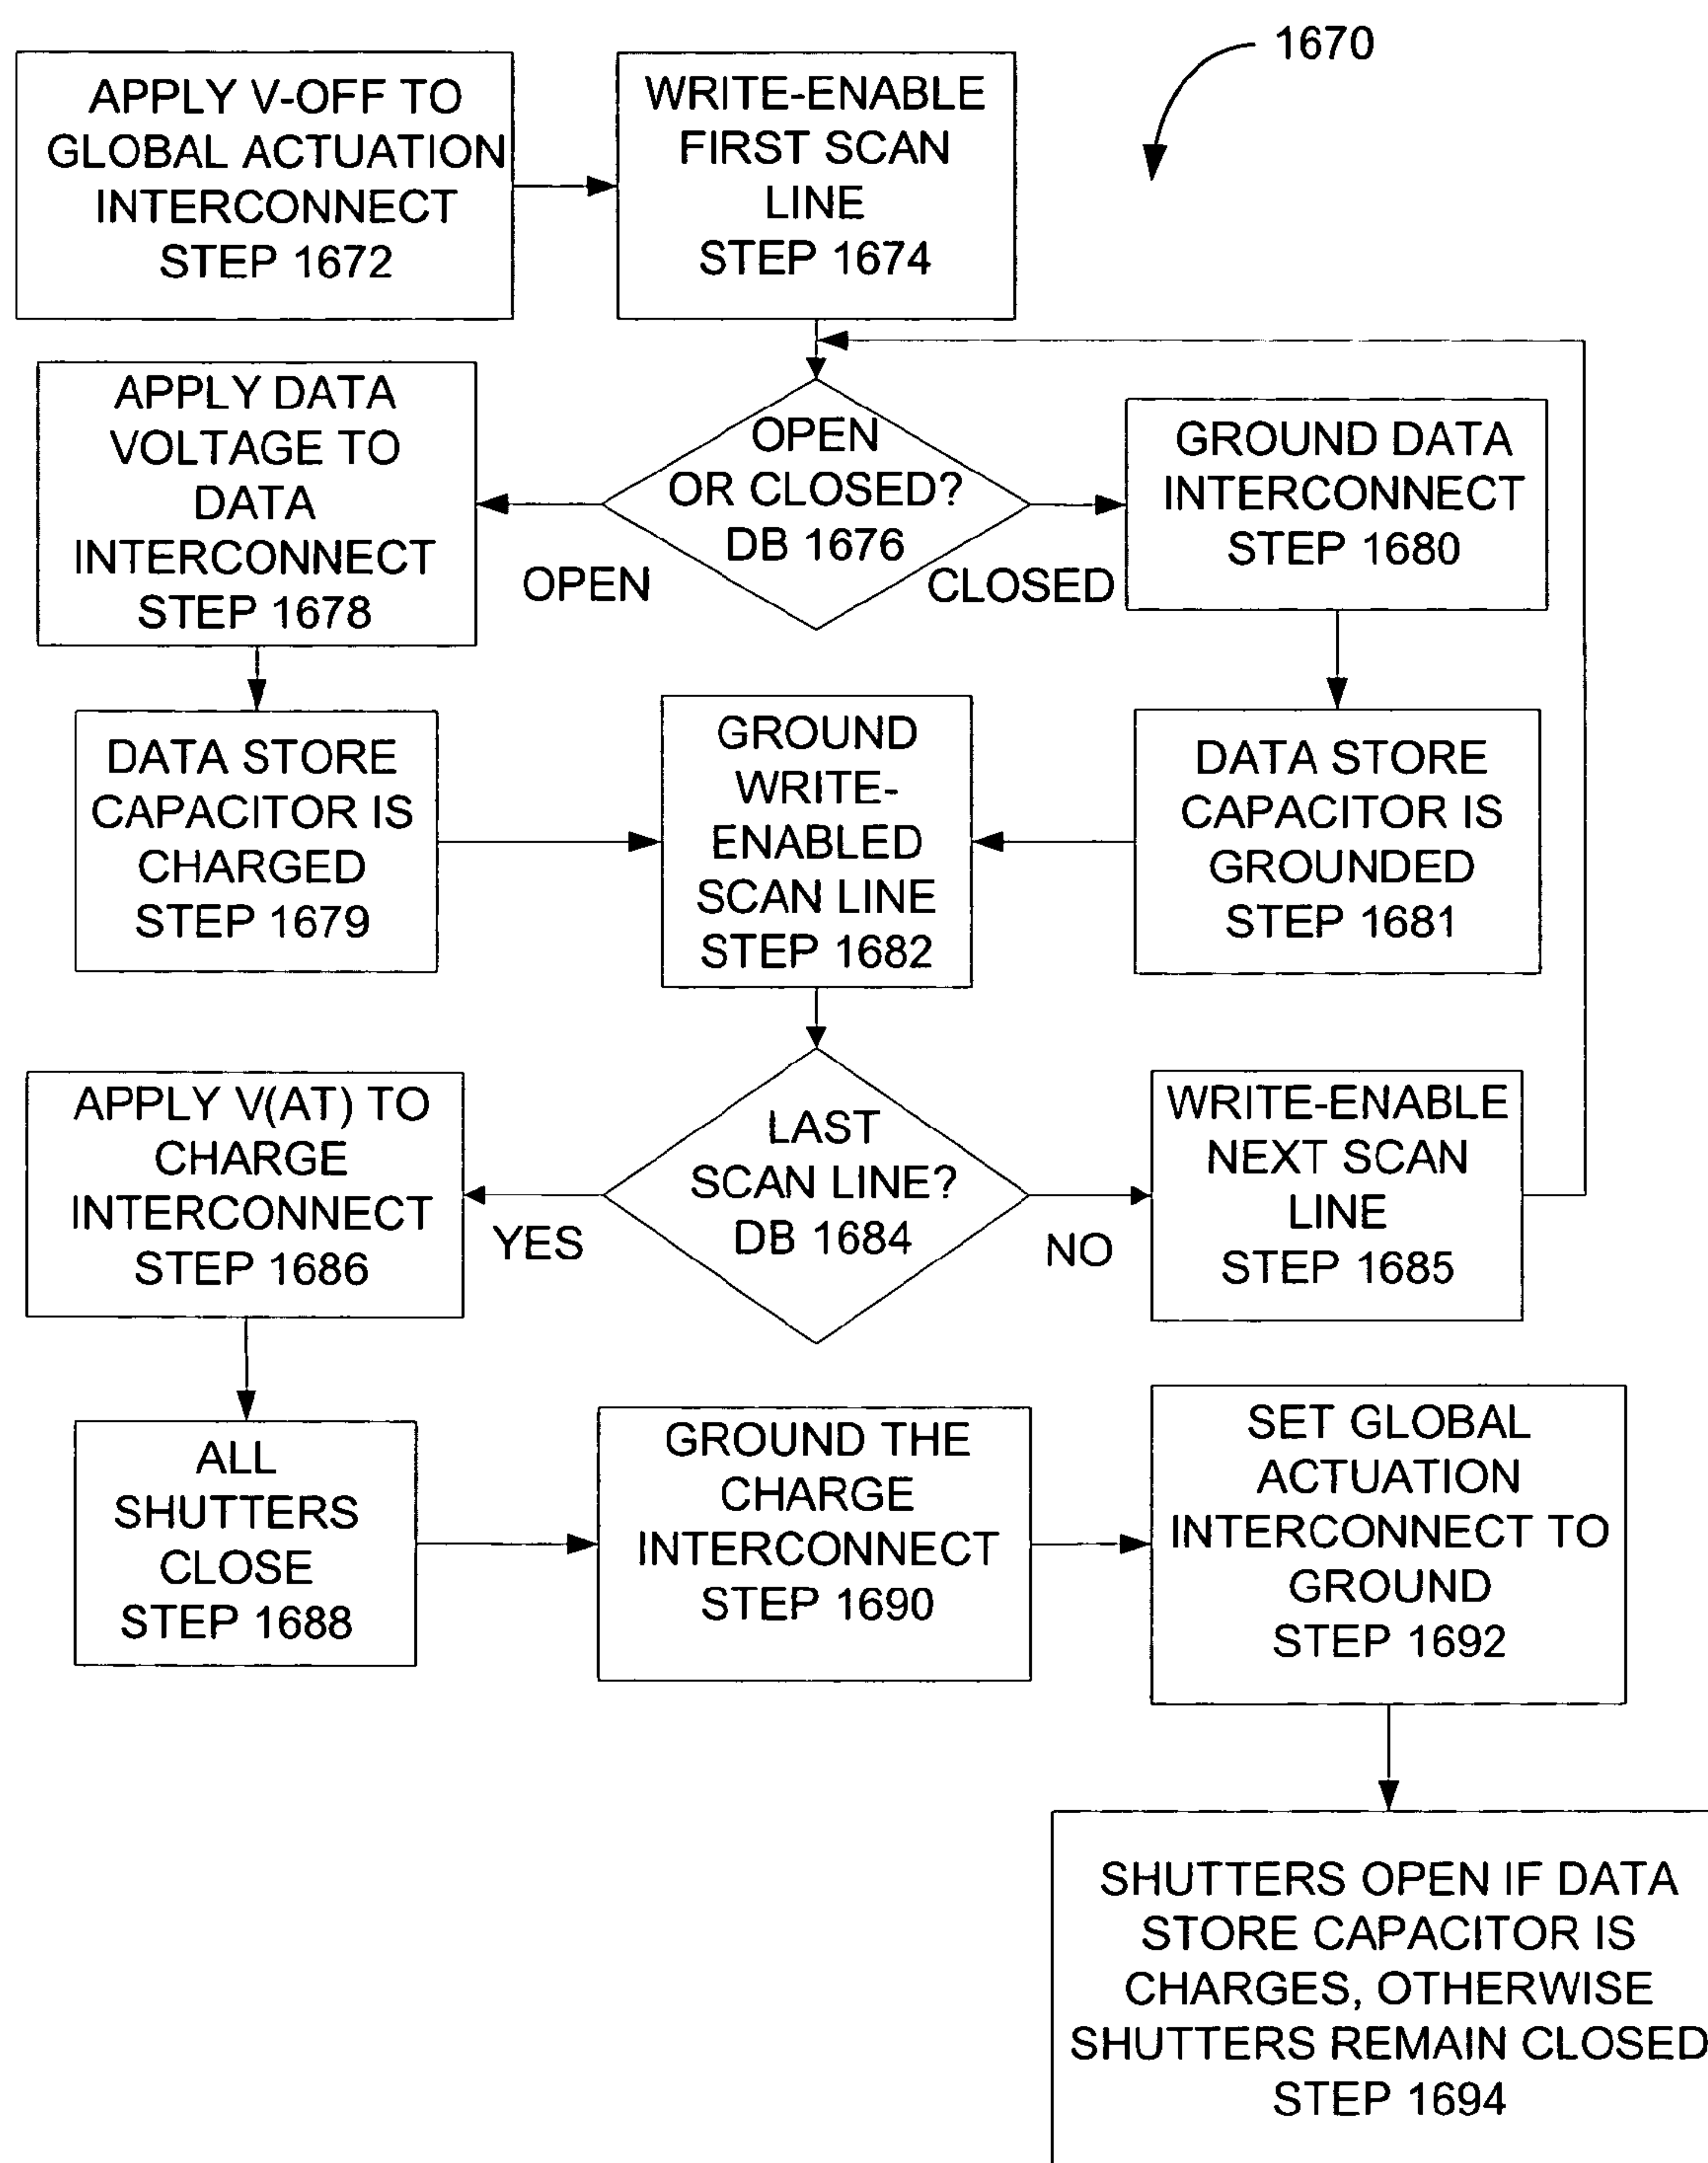 1670
APPLY V-OFF TO
GLOBAL ACTUATION
INTERCONNECT
STEP 1672
WRITE-ENABLE
FIRST SCAN
LINE
STEP 1674
APPLY DATA
VOLTAGE TO
DATA
INTERCONNECT
STEP 1678
OPEN
OR CLOSED?
DB 1676
OPEN
CLOSED
GROUND DATA
INTERCONNECT
STEP 1680
DATA STORE
CAPACITOR IS
CHARGED
STEP 1679
GROUND
WRITE-
ENABLED
SCAN LINE
STEP 1682
DATA STORE
CAPACITOR IS
GROUNDED
STEP 1681
APPLY V(AT) TO
CHARGE
INTERCONNECT
STEP 1686
LAST
SCAN LINE?
DB 1684
YES
NO
WRITE-ENABLE
NEXT SCAN
LINE
STEP 1685
ALL
SHUTTERS
CLOSE
STEP 1688
GROUND THE
CHARGE
INTERCONNECT
STEP 1690
SET GLOBAL
ACTUATION
INTERCONNECT TO
GROUND
STEP 1692
SHUTTERS OPEN IF DATA
STORE CAPACITOR IS
CHARGES, OTHERWISE
SHUTTERS REMAIN CLOSED
STEP 1694